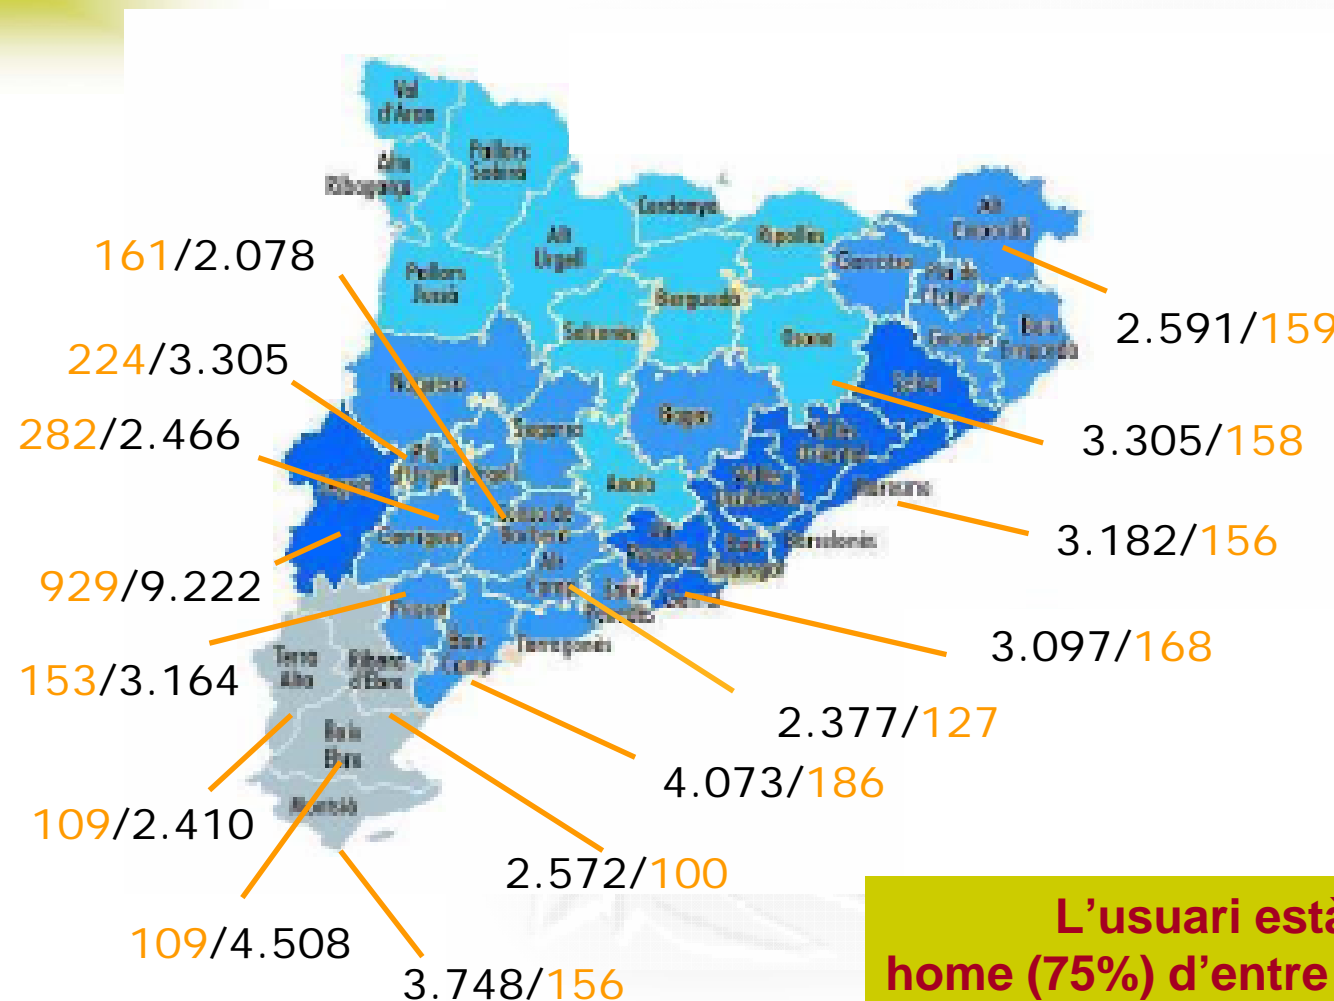 Val
d'Aran
Pallars
Sobirà
Alta
Ribagorça
Cerdanya
Alt
Urgell
Ripollès
Alt
Empordà
Pallars
Jussà
Berguedà
Garrotxa
Pla de
Solsonès
Osona
Gironès
Baix
Empordà
161/2.078
2.591/159
224/3.305
Noguera
Selva
Segarra
Bages
3.305/158
282/2.466
Pla
d'Urgell
Urgell
Vallès
Oriental
Segrià
Anoia
Vallès
Occidental
Maresme
3.182/156
Garrigues
Conca de
Barberà
Alt
Penedès
Baix
Llobregat
Barcelonès
929/9.222
Alt
Camp
Priorat
Garraf
3.097/168
Baix
Camp
Tarragonès
Terra
Alta
Ribera
d'Ebre
153/3.164
2.377/127
Baix
Ebre
4.073/186
Montsià
109/2.410
2.572/100
109/4.508
3.748/156
L'usuari està
home (75%) d'entre